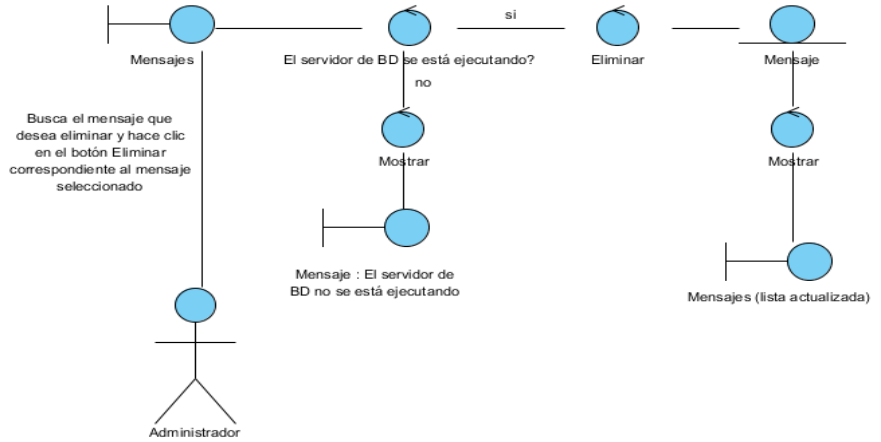 si
Mensajes
El servidor de BD se está ejecutando?
Eliminar
Mensaje
no
Busca el mensaje que
desea eliminar y hace clic
en el botón Eliminar
correspondiente al mensaje
seleccionado
Mostrar
Mostrar
Mensaje : El servidor de
BD no se está ejecutando
Mensajes (lista actualizada)
Administrador